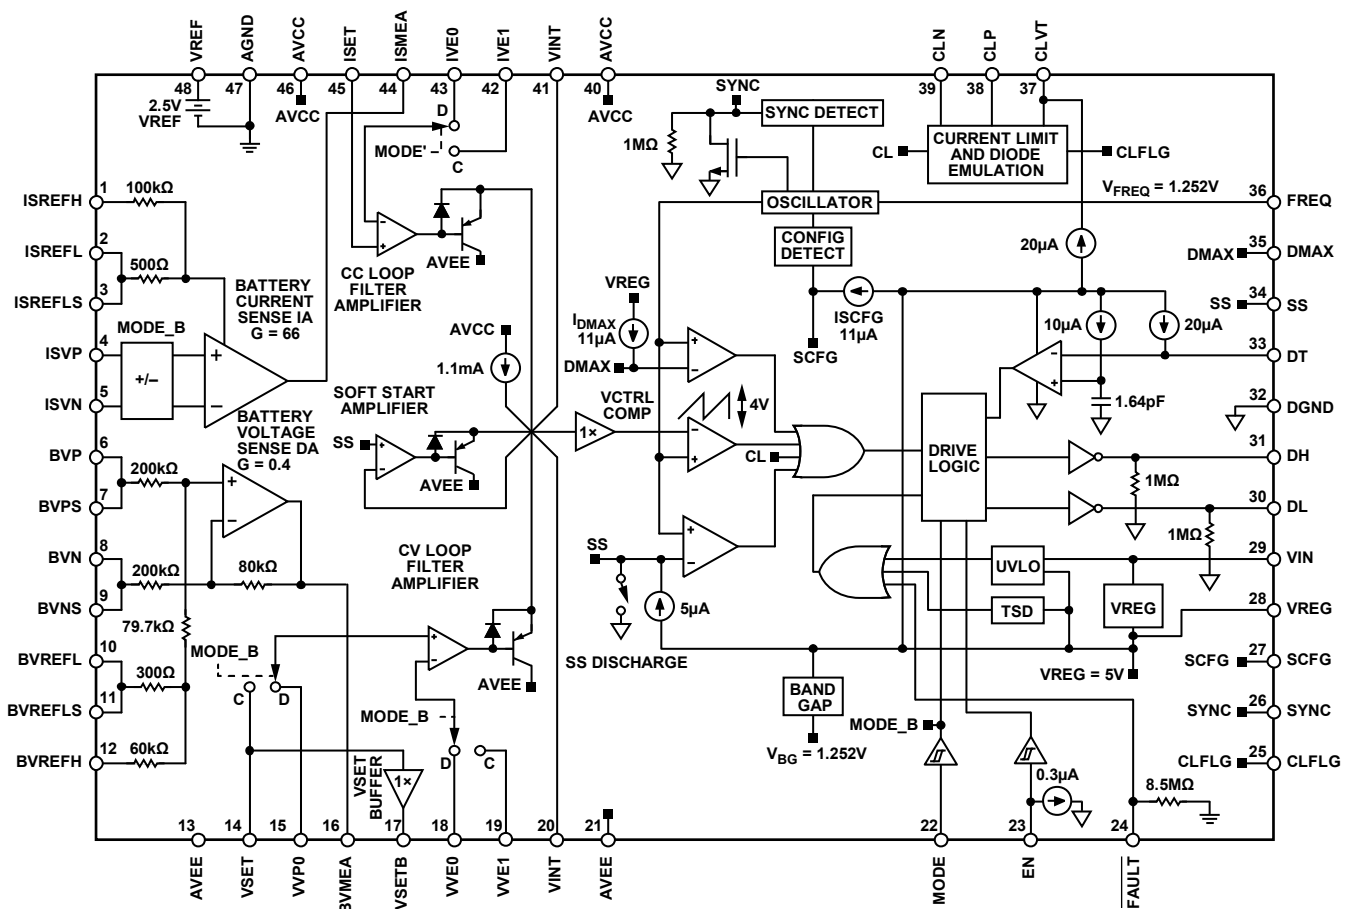 VREF
AGND
AVCC
ISET
ISMEA
IVE0
IVE1
VINT
AVCC
CLN
CLP
CLVT
48
47
46
45
44
43
42
41
40
39
38
37
2.5V
VREF
AVCC
D
MODE'
C
AVCC
SYNC
SYNC DETECT
1MΩ
CL
CURRENT LIMIT
AND DIODE
EMULATION
CLFLG
VFREQ = 1.252V
OSCILLATOR
CONFIG
DETECT
1
ISREFH
100kΩ
2
ISREFL
500Ω
3
ISREFLS
BATTERY
CURRENT
SENSE IA
G = 66
MODE_B
4
ISVP
+/–
5
ISVN
+
–
BATTERY
VOLTAGE
SENSE DA
G = 0.4
6
BVP
200kΩ
7
BVPS
+
–
8
BVN
200kΩ
80kΩ
9
BVNS
79.7kΩ
10
BVREFL
300Ω
11
BVREFLS
12
BVREFH
60kΩ
MODE_B
C
D
–
+
AVEE
CC LOOP
FILTER
AMPLIFIER
AVCC
1.1mA
SOFT START
AMPLIFIER
SS
+
–
AVEE
CV LOOP
FILTER
AMPLIFIER
+
–
AVEE
MODE_B
D
C
VSET
BUFFER
1×
VREG
IDMAX
11µA
DMAX
+
–
ISCFG
11µA
SCFG
VCTRL
COMP
1×
4V
–
+
CL
+
–
SS
5µA
SS DISCHARGE
BAND
GAP
VBG = 1.252V
20µA
10µA
20µA
–
+
1.64pF
DRIVE
LOGIC
1MΩ
1MΩ
UVLO
TSD
VREG
VREG = 5V
MODE_B
0.3µA
8.5MΩ
36
FREQ
35
DMAX
DMAX
34
SS
SS
33
DT
32
DGND
31
DH
30
DL
29
VIN
28
VREG
27
SCFG
SCFG
26
SYNC
SYNC
25
CLFLG
CLFLG
13
14
15
16
17
18
19
20
21
22
23
24
AVEE
VSET
VVP0
BVMEA
VSETB
VVE0
VVE1
VINT
AVEE
MODE
EN
FAULT